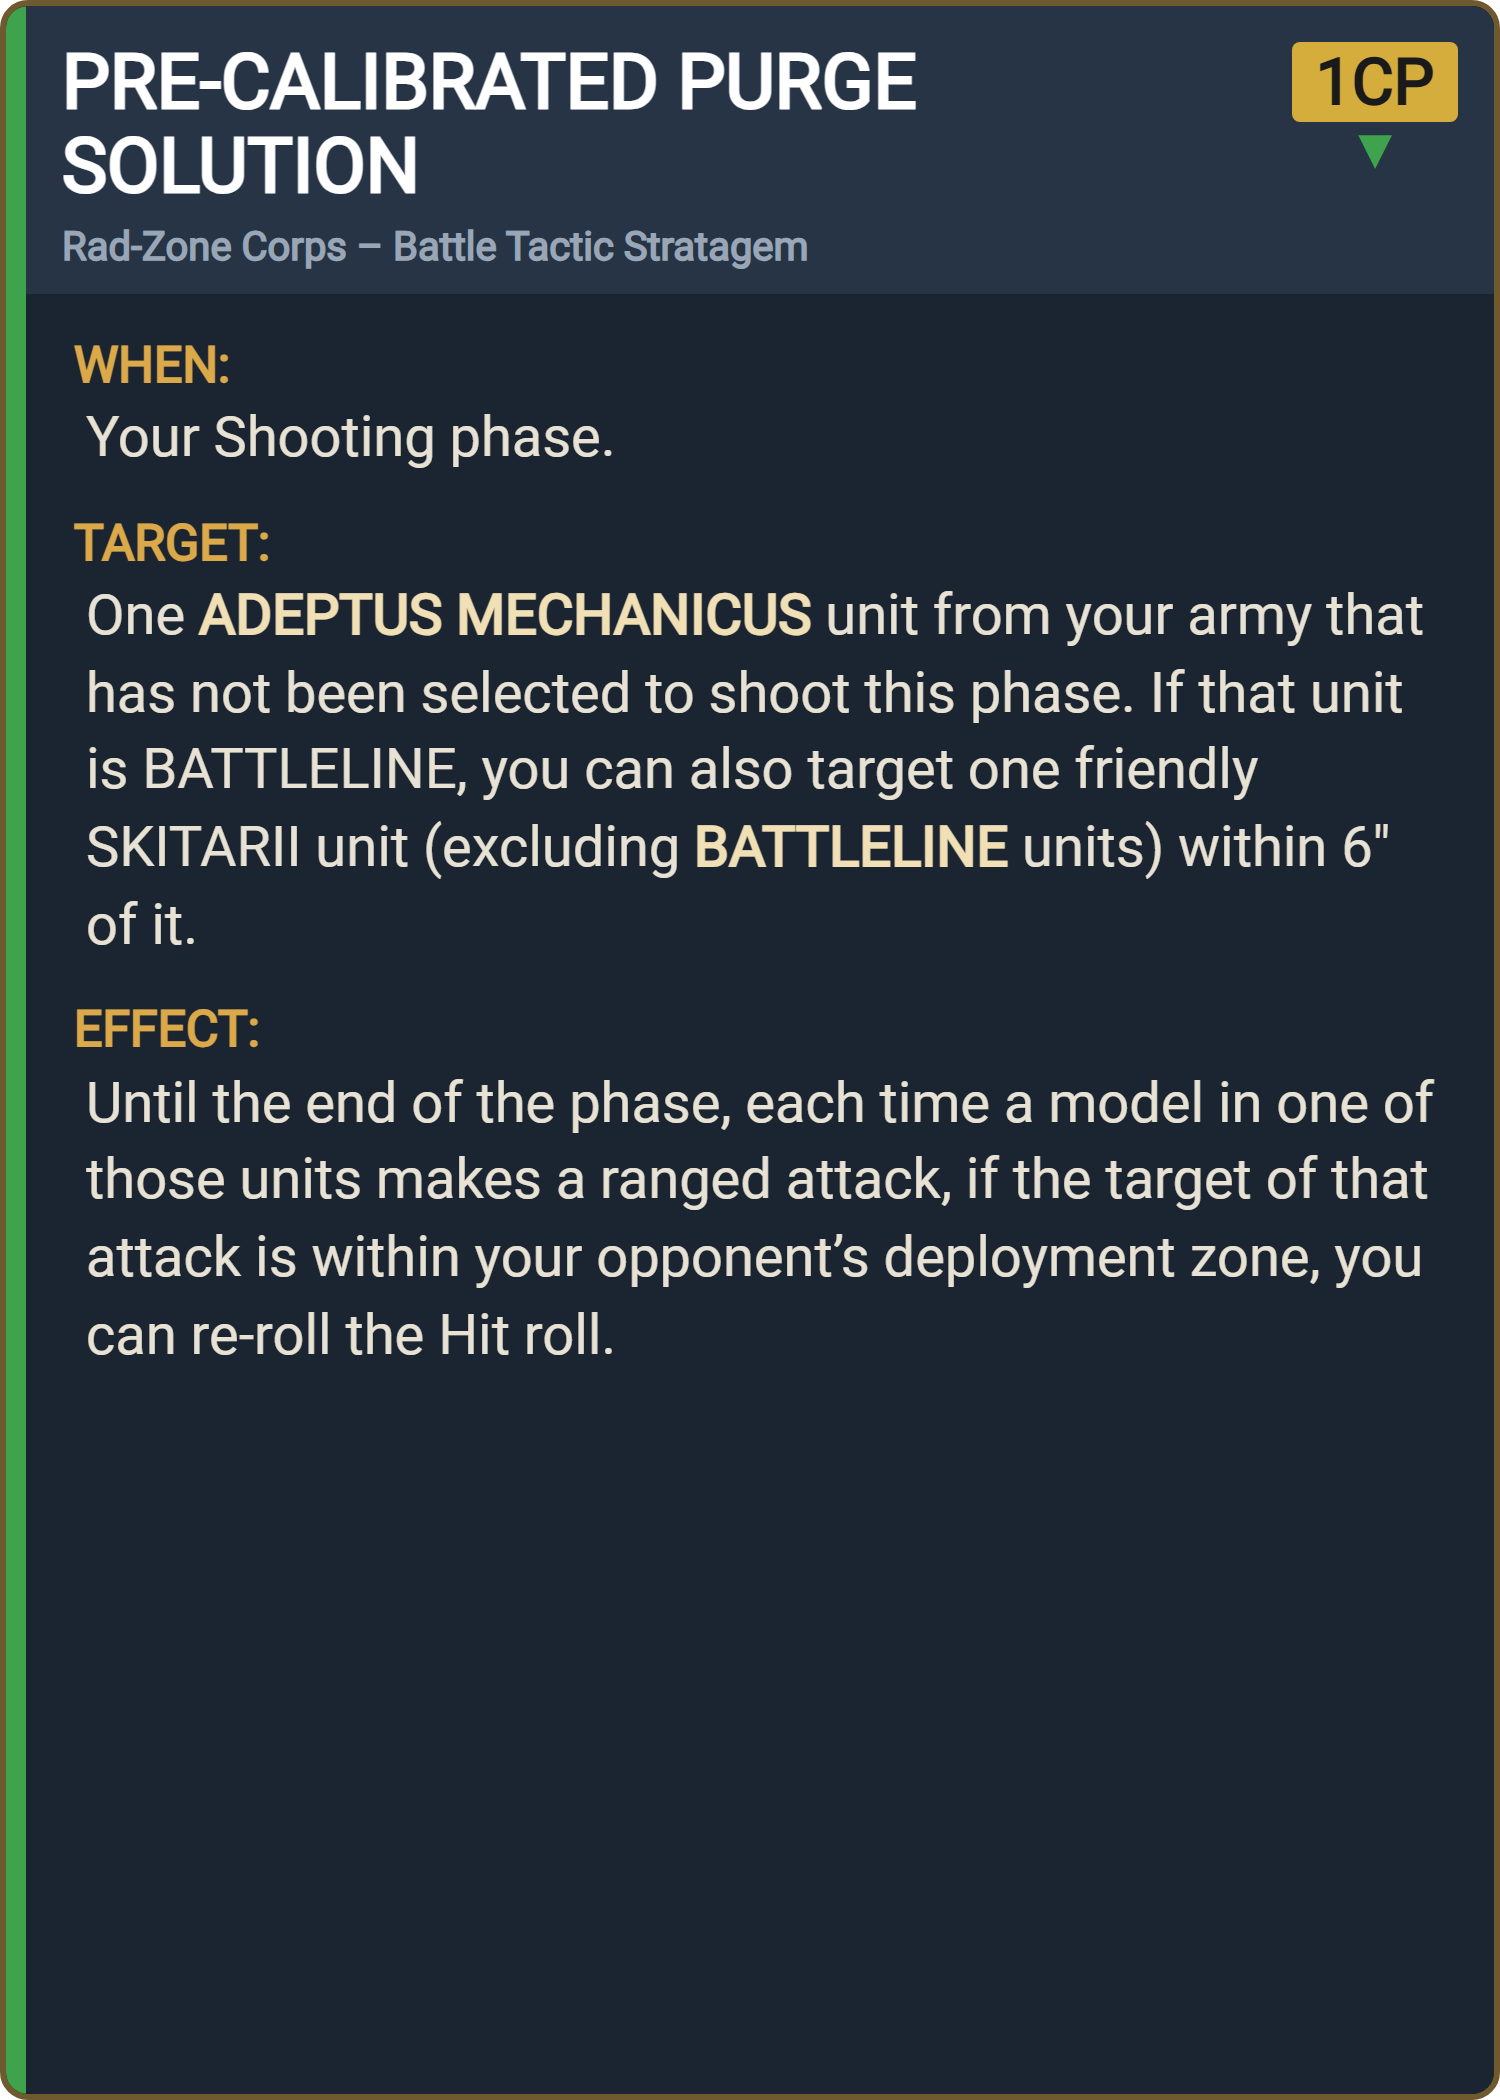 PRE-CALIBRATED PURGE
SOLUTION
1CP
Rad-Zone Corps – Battle Tactic Stratagem
WHEN:
Your Shooting phase.
TARGET:
One ADEPTUS MECHANICUS unit from your army that
has not been selected to shoot this phase. If that unit
is BATTLELINE, you can also target one friendly
SKITARII unit (excluding BATTLELINE units) within 6"
of it.
EFFECT:
Until the end of the phase, each time a model in one of
those units makes a ranged attack, if the target of that
attack is within your opponent’s deployment zone, you
can re-roll the Hit roll.